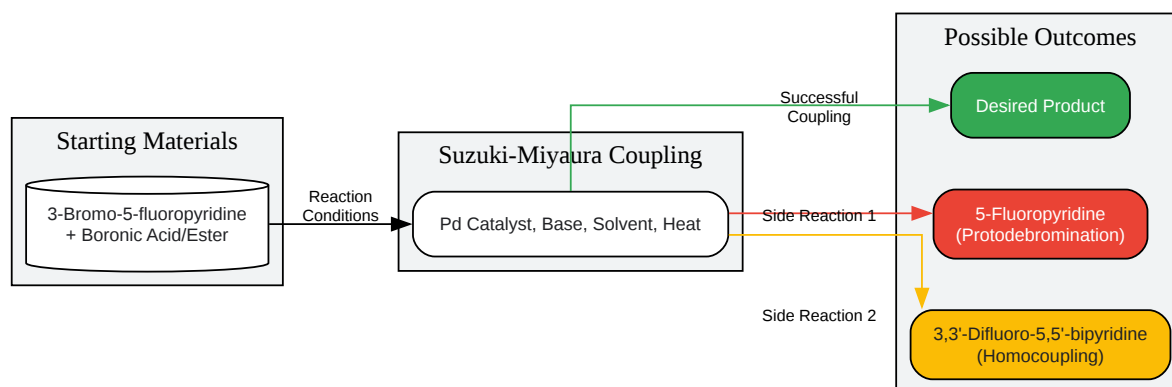 Starting Materials
3-Bromo-5-fluoropyridine
+ Boronic Acid/Ester
Reaction
Conditions
Suzuki-Miyaura Coupling
Pd Catalyst, Base, Solvent, Heat
Successful
Coupling
Side Reaction 1
Side Reaction 2
Possible Outcomes
Desired Product
5-Fluoropyridine
(Protodebromination)
3,3'-Difluoro-5,5'-bipyridine
(Homocoupling)